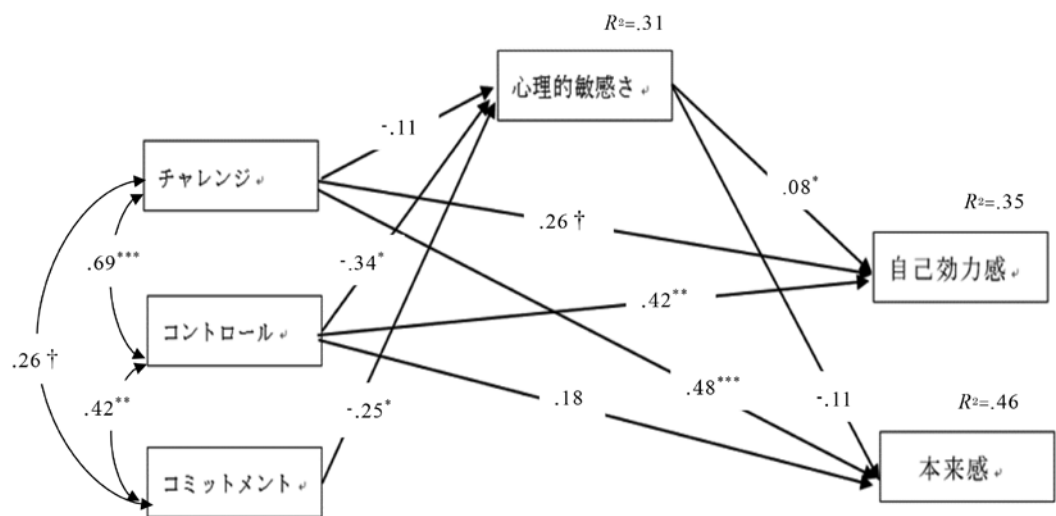 R²=.31
心理的敏感さ
-.11
チャレンジ
.08*
R²=.35
.26 †
.69***
-.34*
自己効力感
.42**
コントロール
.26 †
.48***
.18
-.11
R²=.46
.42**
-.25*
本来感
コミットメント